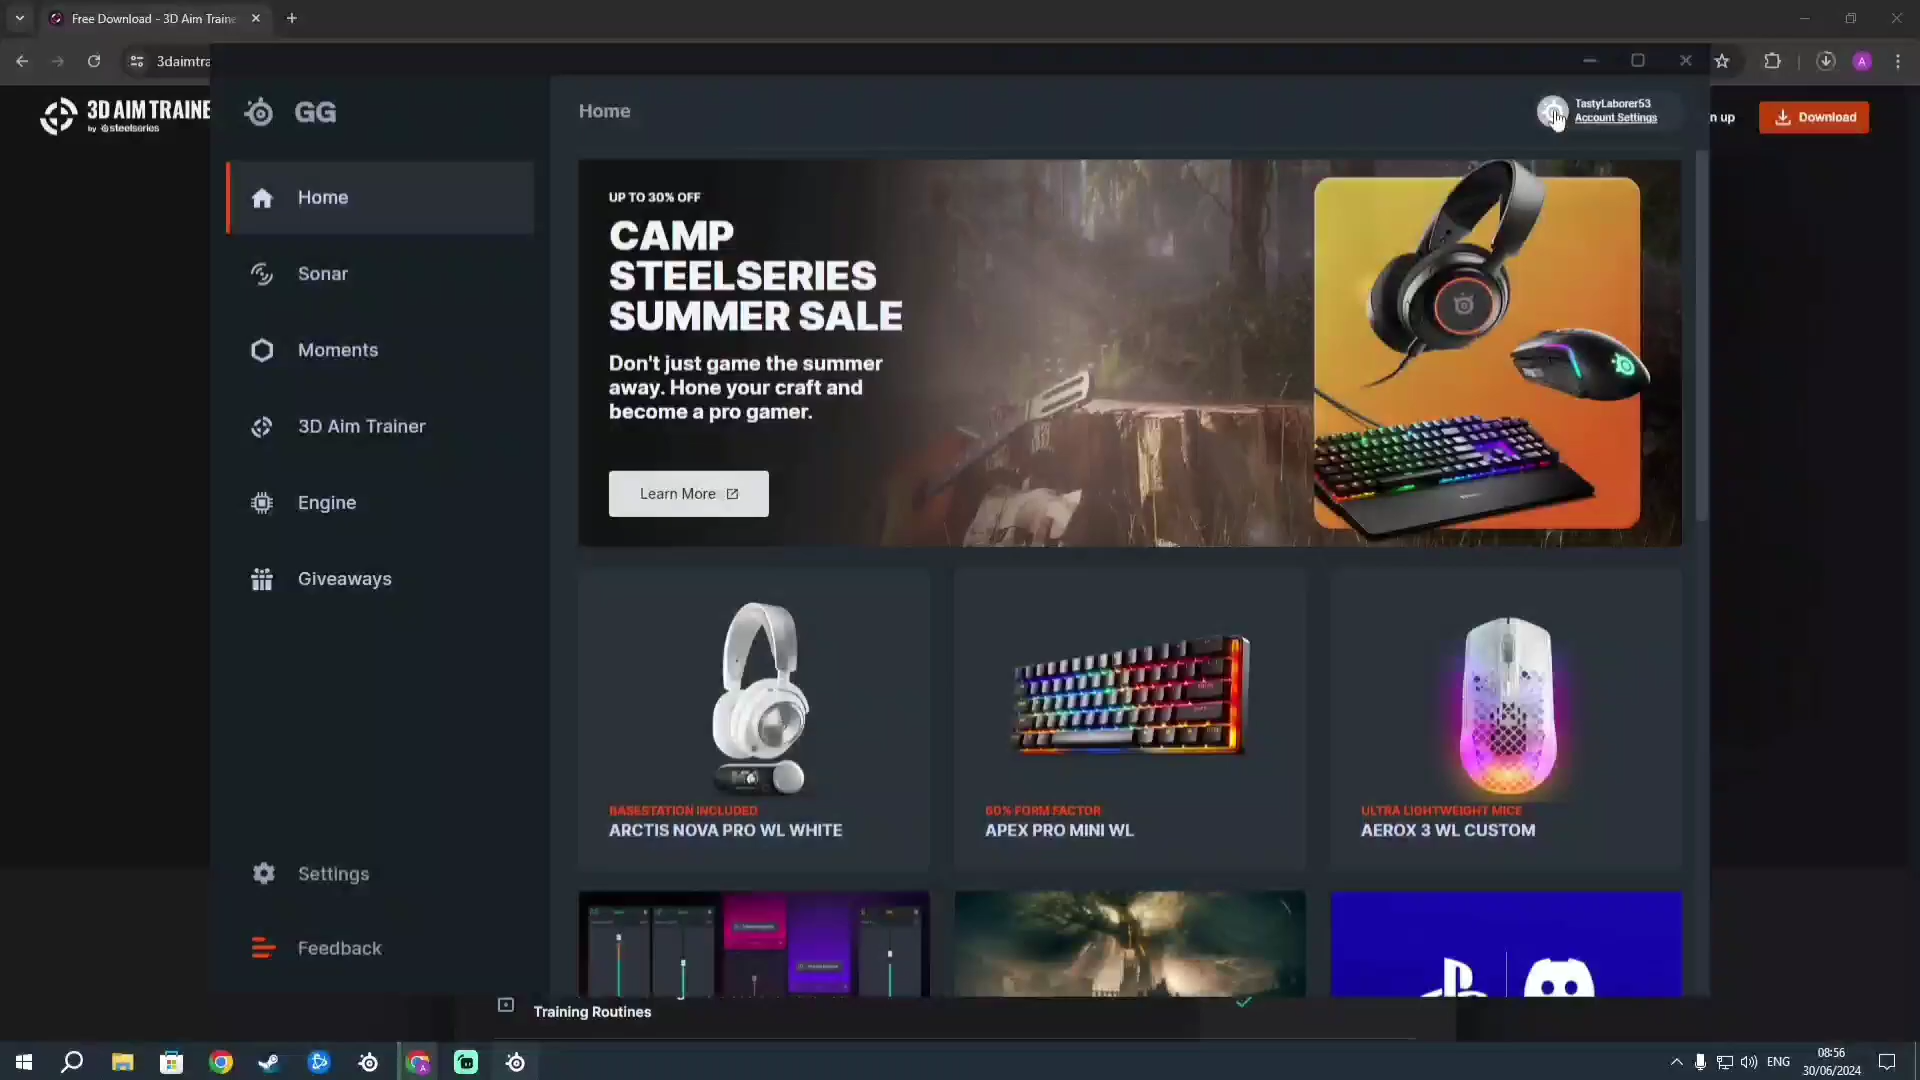 Free Download - 3D Aim Traine
3daimtra
3D AIM TRAINE
by steelseries
n up
Download
GG
Home
TastyLaborer53
Account Settings
Home
Sonar
Moments
3D Aim Trainer
Engine
Giveaways
Settings
Feedback
UP TO 30% OFF
CAMP
STEELSERIES
SUMMER SALE
Don't just game the summer
away. Hone your craft and
become a pro gamer.
Learn More
BASESTATION INCLUDED
ARCTIS NOVA PRO WL WHITE
60% FORM FACTOR
APEX PRO MINI WL
ULTRA LIGHTWEIGHT MICE
AEROX 3 WL CUSTOM
Training Routines
A
ENG
08:56
30/06/2024